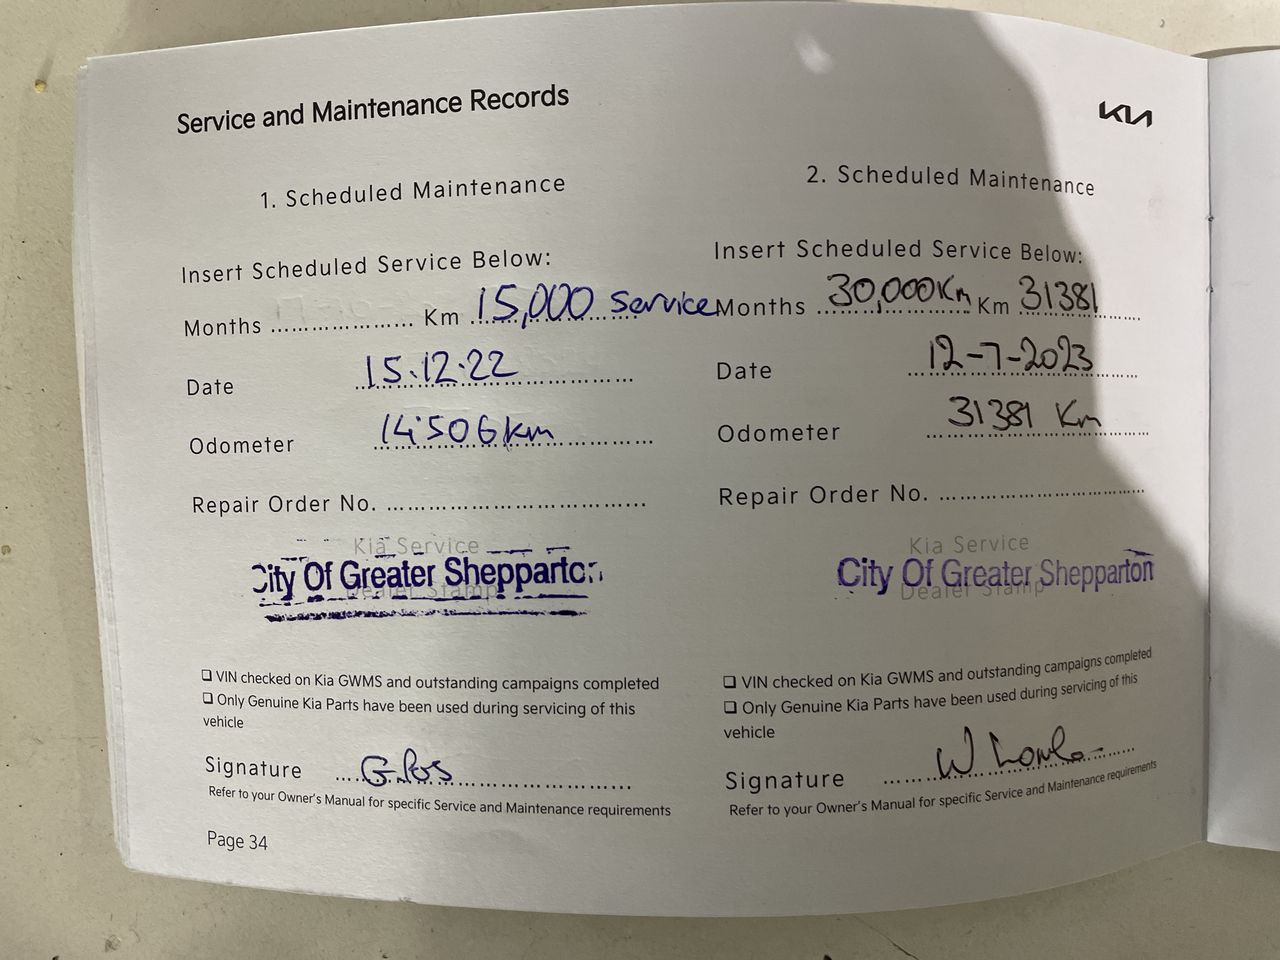 Service and Maintenance Records
KIA
1. Scheduled Maintenance
Insert Scheduled Service Below:
Months .................... Km 15,000 Service
Date 15.12.22
Odometer 14506km
Repair Order No. ................................
Kia Service
City Of Greater Shepparton
Dealer Stamp
❑ VIN checked on Kia GWMS and outstanding campaigns completed
❑ Only Genuine Kia Parts have been used during servicing of this
vehicle
Signature
Refer to your Owner's Manual for specific Service and Maintenance requirements
Page 34
2. Scheduled Maintenance
Insert Scheduled Service Below:
Months 30,000Km Km 31381
Date 12-7-2023
Odometer 31381 Km
Repair Order No. ................................
Kia Service
City Of Greater Shepparton
Dealer Stamp
❑ VIN checked on Kia GWMS and outstanding campaigns completed
❑ Only Genuine Kia Parts have been used during servicing of this
vehicle
Signature
Refer to your Owner's Manual for specific Service and Maintenance requirements